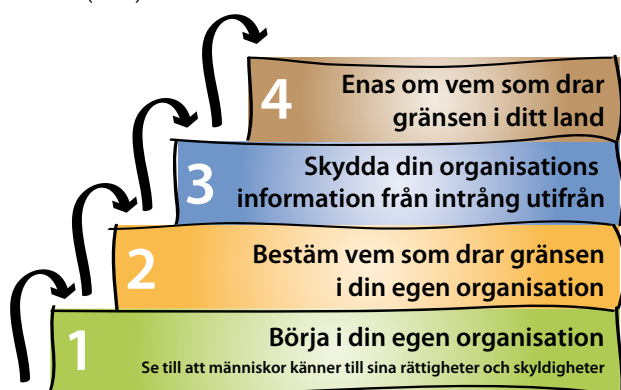 4
Enas om vem som drar
gränsen i ditt land
3
Skydda din organisations
information från intrång utifrån
2
Bestäm vem som drar gränsen
i din egen organisation
1
Börja i din egen organisation
Se till att människor känner till sina rättigheter och skyldigheter